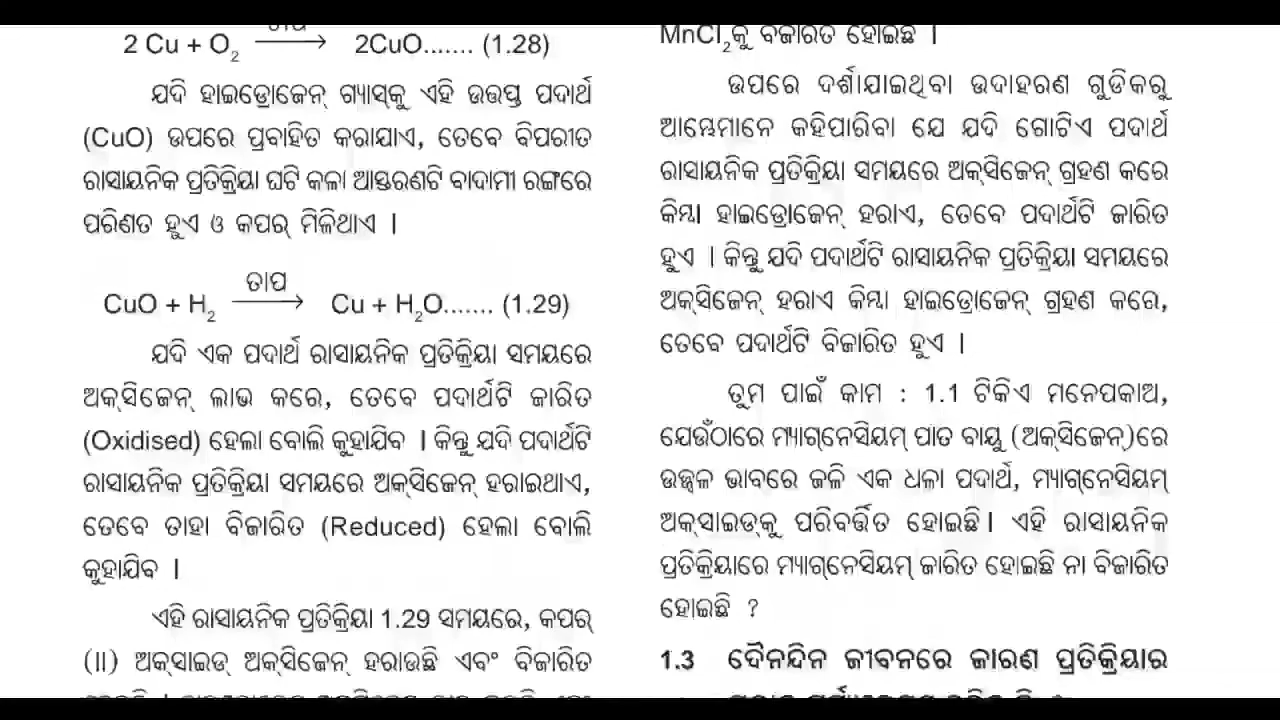 2 Cu + O2 → 2CuO....... (1.28)
ଯଦି ହାଇଡ୍ରୋଜେନ୍ ଗ୍ୟାସ୍‌କୁ ଏହି ଉତ୍ତପ୍ତ ପଦାର୍ଥ
(CuO) ଉପରେ ପ୍ରବାହିତ କରାଯାଏ, ତେବେ ବିପରୀତ
ରାସାୟନିକ ପ୍ରତିକ୍ରିୟା ଘଟି କଳା ଆସ୍ତରଣଟି ବାଦାମୀ ରଙ୍ଗରେ
ପରିଣତ ହୁଏ ଓ କପର୍ ମିଳିଥାଏ ।
ତାପ
CuO + H2 → Cu + H2O....... (1.29)
ଯଦି ଏକ ପଦାର୍ଥ ରାସାୟନିକ ପ୍ରତିକ୍ରିୟା ସମୟରେ
ଅକ୍‌ସିଜେନ୍ ଲାଭ କରେ, ତେବେ ପଦାର୍ଥଟି ଜାରିତ
(Oxidised) ହେଲା ବୋଲି କୁହାଯିବ । କିନ୍ତୁ ଯଦି ପଦାର୍ଥଟି
ରାସାୟନିକ ପ୍ରତିକ୍ରିୟା ସମୟରେ ଅକ୍‌ସିଜେନ୍ ହରାଇଥାଏ,
ତେବେ ତାହା ବିଜାରିତ (Reduced) ହେଲା ବୋଲି
କୁହାଯିବ ।
ଏହି ରାସାୟନିକ ପ୍ରତିକ୍ରିୟା 1.29 ସମୟରେ, କପର୍
(II) ଅକ୍‌ସାଇଡ୍ ଅକ୍‌ସିଜେନ୍ ହରାଉଛି ଏବଂ ବିଜାରିତ
MnCl2କୁ ବିଜାରିତ ହୋଇଛି ।
ଉପରେ ଦର୍ଶାଯାଇଥିବା ଉଦାହରଣ ଗୁଡିକରୁ
ଆମ୍ଭେମାନେ କହିପାରିବା ଯେ ଯଦି ଗୋଟିଏ ପଦାର୍ଥ
ରାସାୟନିକ ପ୍ରତିକ୍ରିୟା ସମୟରେ ଅକ୍‌ସିଜେନ୍ ଗ୍ରହଣ କରେ
କିମ୍ବା ହାଇଡ୍ରୋଜେନ୍ ହରାଏ, ତେବେ ପଦାର୍ଥଟି ଜାରିତ
ହୁଏ । କିନ୍ତୁ ଯଦି ପଦାର୍ଥଟି ରାସାୟନିକ ପ୍ରତିକ୍ରିୟା ସମୟରେ
ଅକ୍‌ସିଜେନ୍ ହରାଏ କିମ୍ବା ହାଇଡ୍ରୋଜେନ୍ ଗ୍ରହଣ କରେ,
ତେବେ ପଦାର୍ଥଟି ବିଜାରିତ ହୁଏ ।
ତୁମ ପାଇଁ କାମ : 1.1 ଟିକିଏ ମନେପକାଅ,
ଯେଉଁଠାରେ ମ୍ୟାଗ୍‌ନେସିୟମ୍ ପାତ ବାୟୁ (ଅକ୍‌ସିଜେନ୍)ରେ
ଉଜ୍ଜ୍ୱଳ ଭାବରେ ଜଳି ଏକ ଧଳା ପଦାର୍ଥ, ମ୍ୟାଗ୍‌ନେସିୟମ୍
ଅକ୍‌ସାଇଡ୍‌କୁ ପରିବର୍ତ୍ତିତ ହୋଇଛି। ଏହି ରାସାୟନିକ
ପ୍ରତିକ୍ରିୟାରେ ମ୍ୟାଗ୍‌ନେସିୟମ୍ ଜାରିତ ହୋଇଛି ନା ବିଜାରିତ
ହୋଇଛି ?
1.3 ଦୈନନ୍ଦିନ ଜୀବନରେ ଜାରଣ ପ୍ରତିକ୍ରିୟାର